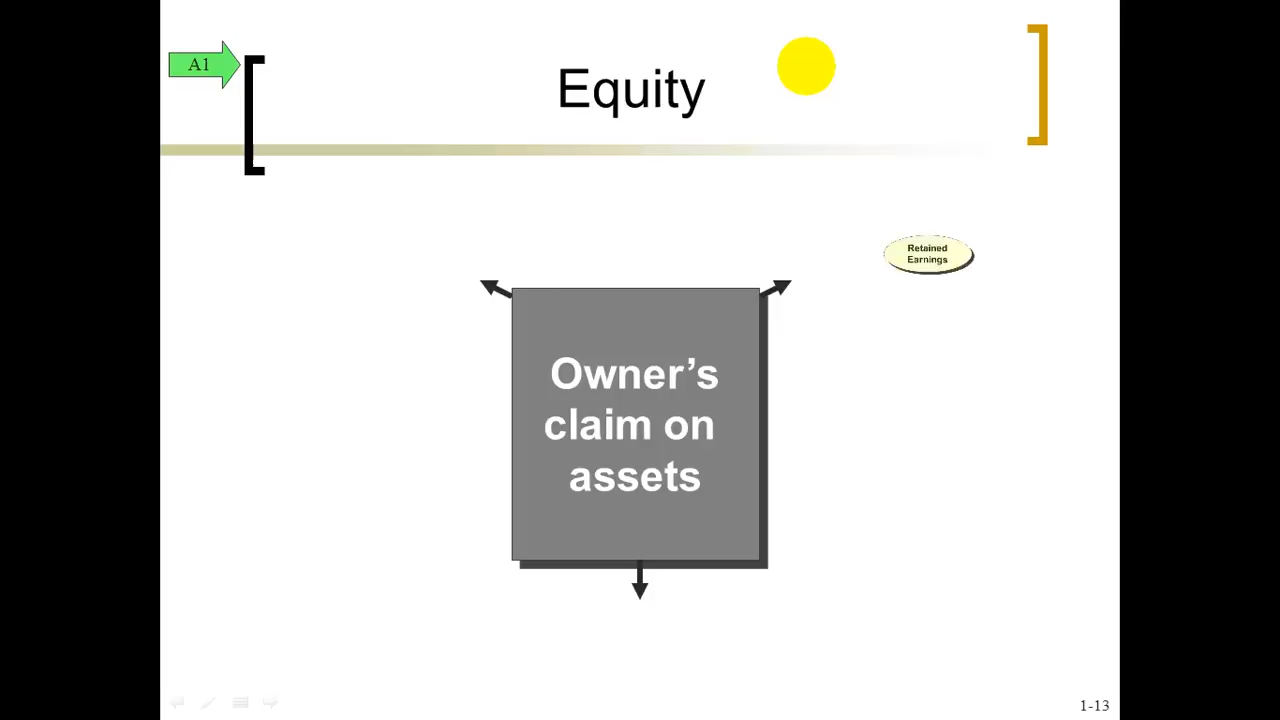 A1
Equity
Retained
Earnings
Owner’s
claim on
assets
1-13